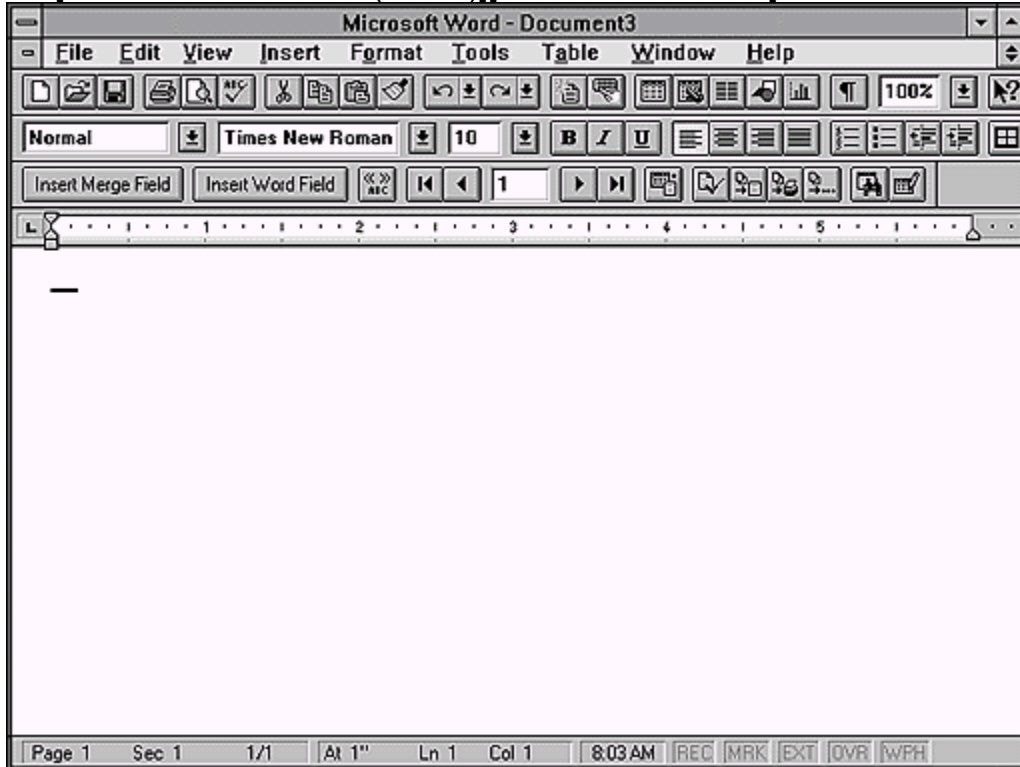 Microsoft Word - Document3
File Edit View Insert Format Tools Table Window Help
ABC 100%
Normal Times New Roman 10 B I U
Insert Merge Field Insert Word Field «» ABC 1
1 2 3 4 5
Page 1 Sec 1 1/1 At 1" Ln 1 Col 1 8:03 AM REC MRK EXT OVR WPH